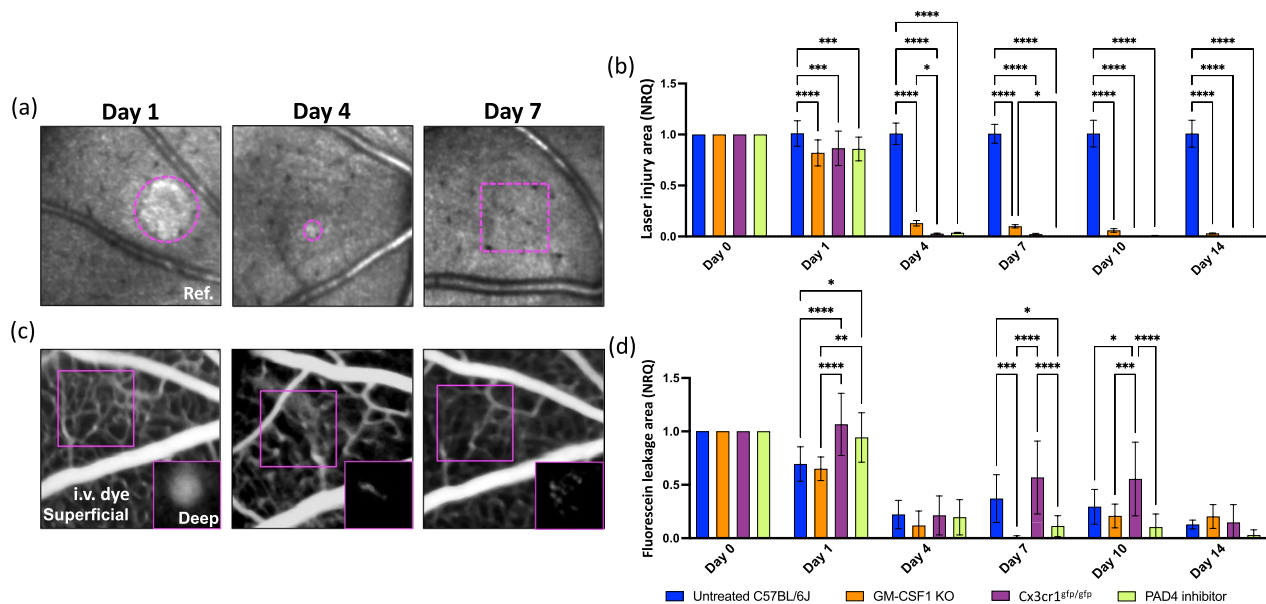 (a)
Day 1
Day 4
Day 7
Ref.
(c)
i.v. dye
Superficial
Deep
(b)
Laser injury area (NRQ)
1.5
1.0
0.5
0.0
****
***
****
****
****
****
***
****
****
****
****
****
*
****
****
*
****
****
Day 0
Day 1
Day 4
Day 7
Day 10
Day 14
(d)
Fluorescein leakage area (NRQ)
1.5
1.0
0.5
0.0
*
****
*
**
****
****
*
****
***
****
***
Day 0
Day 1
Day 4
Day 7
Day 10
Day 14
Untreated C57BL/6J
GM-CSF1 KO
Cx3cr1gfp/gfp
PAD4 inhibitor